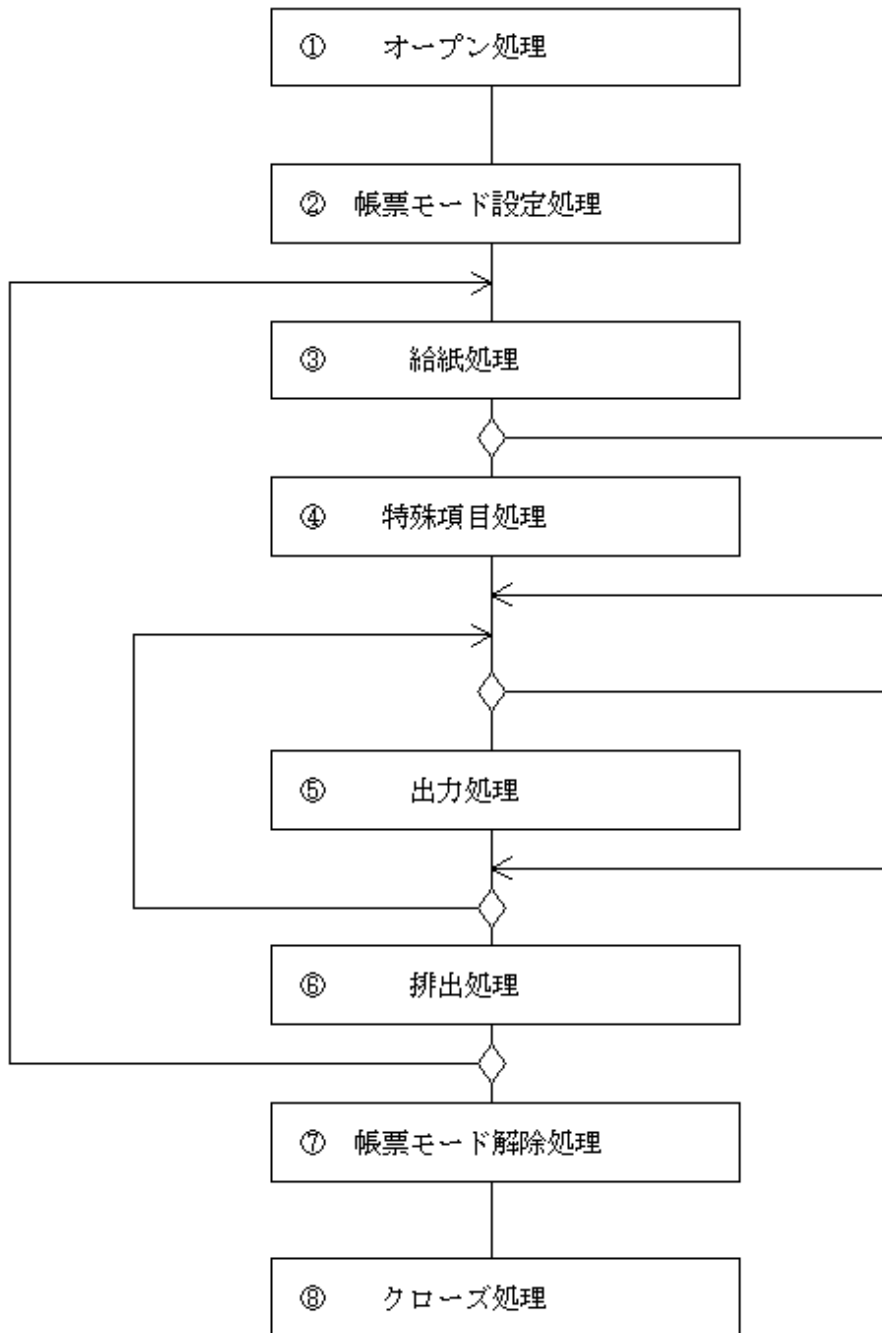 ① オープン処理
② 帳票モード設定処理
③ 給紙処理
④ 特殊項目処理
⑤ 出力処理
⑥ 排出処理
⑦ 帳票モード解除処理
⑧ クローズ処理